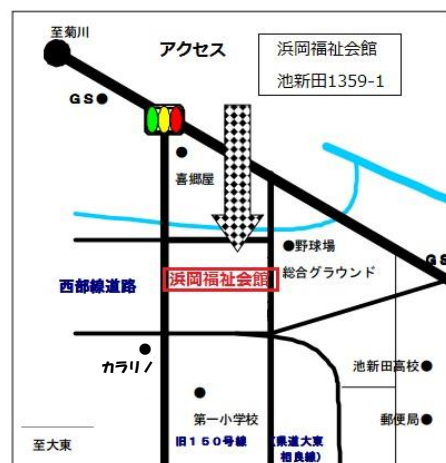 至菊川
アクセス
浜岡福祉会館
池新田1359-1
GS●
喜郷屋
●野球場
総合グラウンド
GS
西部線道路
浜岡福祉会館
カラリノ
池新田高校●
第一小学校
郵便局●
至大東
旧150号線
(県道大東
相良線)